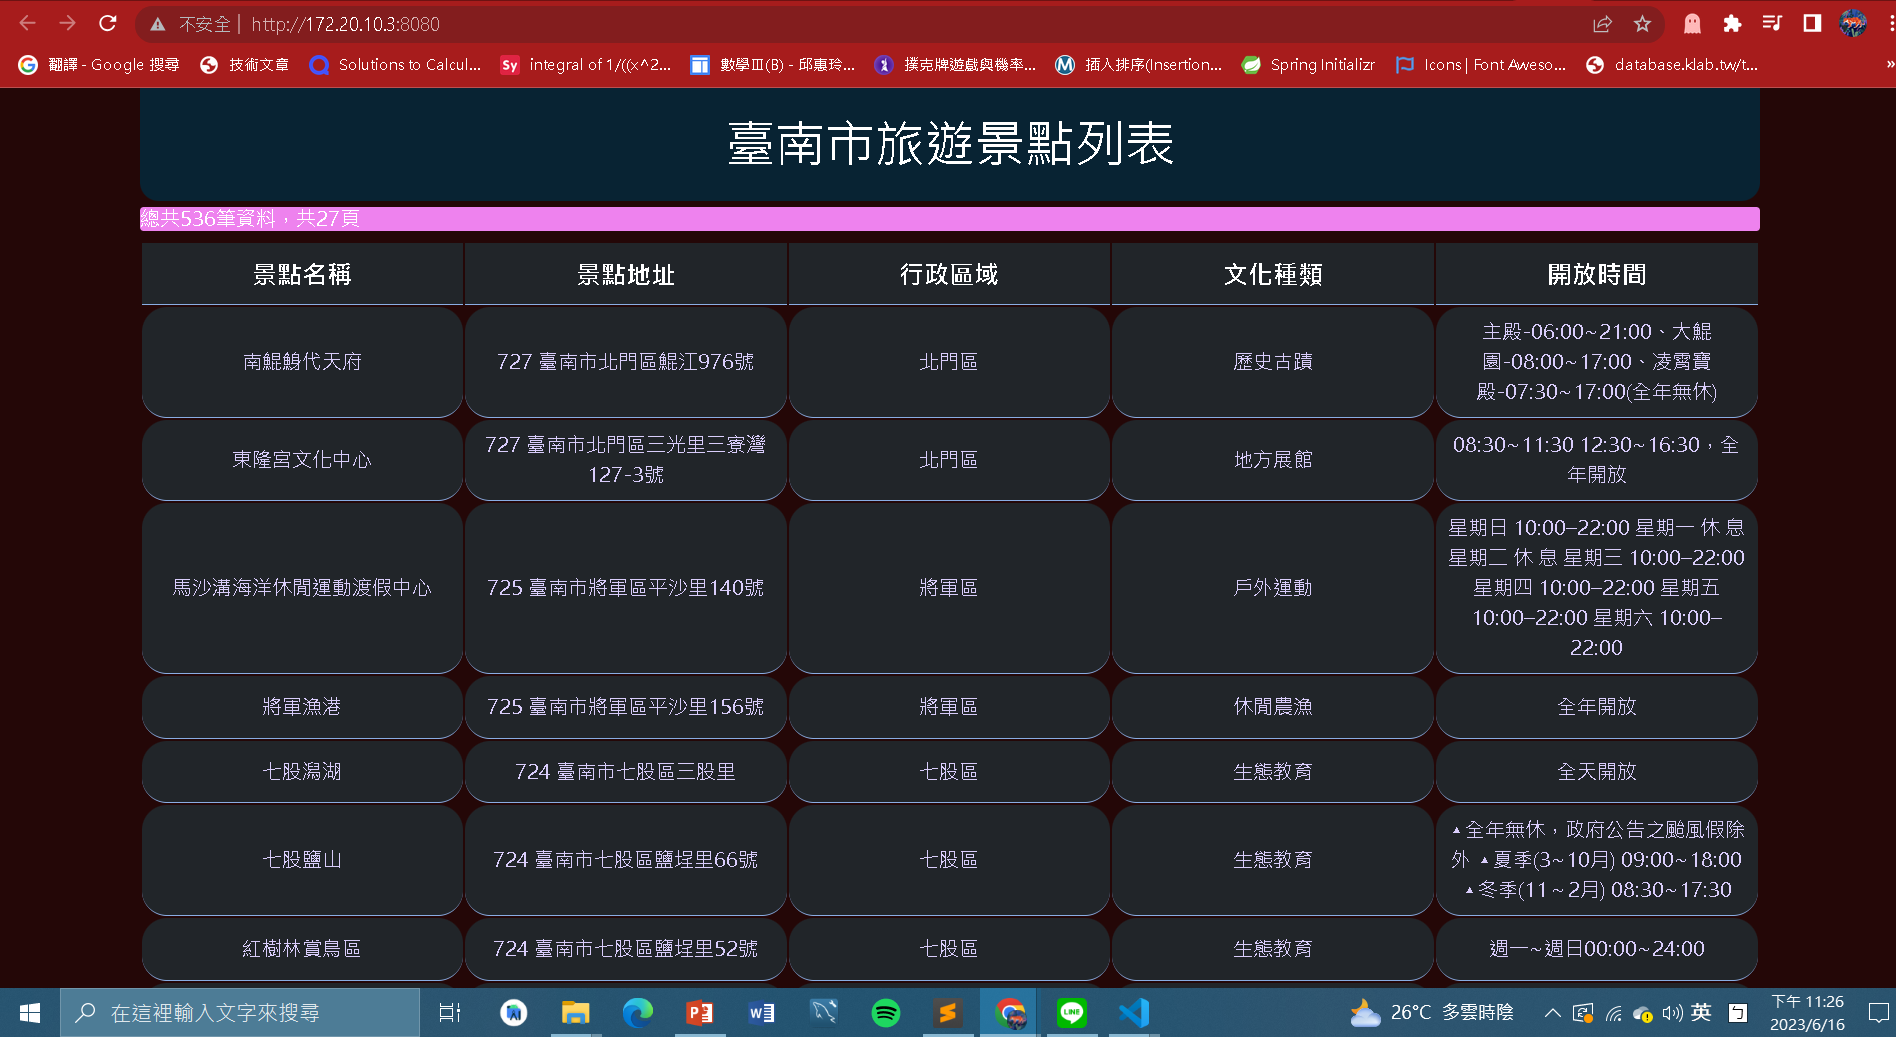 不安全 | http://172.20.10.3:8080
翻譯 - Google 搜尋 技術文章 Solutions to Calcul... Sy integral of 1/((x^2... 數學Ⅲ(B) - 邱惠玲... 撲克牌遊戲與機率... 插入排序(Insertion... Spring Initializr Icons | Font Aweso... database.klab.tw/t... »
臺南市旅遊景點列表
總共536筆資料，共27頁
景點名稱 景點地址 行政區域 文化種類 開放時間
南鯤鯓代天府
727 臺南市北門區鯤江976號
北門區
歷史古蹟
主殿-06:00~21:00、大鯤
園-08:00~17:00、凌霄寶
殿-07:30~17:00(全年無休)
東隆宮文化中心
727 臺南市北門區三光里三寮灣
127-3號
北門區
地方展館
08:30~11:30 12:30~16:30，全
年開放
馬沙溝海洋休閒運動渡假中心
725 臺南市將軍區平沙里140號
將軍區
戶外運動
星期日 10:00–22:00 星期一 休 息
星期二 休 息 星期三 10:00–22:00
星期四 10:00–22:00 星期五
10:00–22:00 星期六 10:00–
22:00
將軍漁港
725 臺南市將軍區平沙里156號
將軍區
休閒農漁
全年開放
七股潟湖
724 臺南市七股區三股里
七股區
生態教育
全天開放
七股鹽山
724 臺南市七股區鹽埕里66號
七股區
生態教育
▲全年無休，政府公告之颱風假除
外 ▲夏季(3~10月) 09:00~18:00
▲冬季(11～2月) 08:30~17:30
紅樹林賞鳥區
724 臺南市七股區鹽埕里52號
七股區
生態教育
週一~週日00:00~24:00
在這裡輸入文字來搜尋
LINE
26°C 多雲時陰
英
下午 11:26
2023/6/16